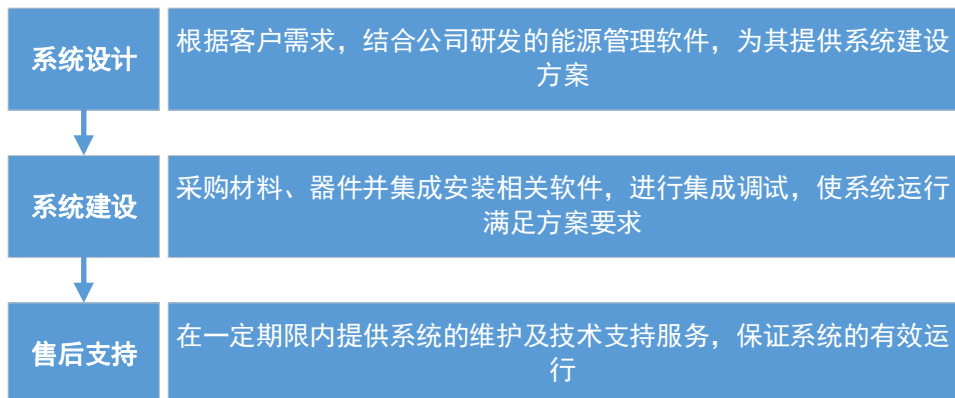 系统设计
根据客户需求，结合公司研发的能源管理软件，为其提供系统建设
方案
系统建设
采购材料、器件并集成安装相关软件，进行集成调试，使系统运行
满足方案要求
售后支持
在一定期限内提供系统的维护及技术支持服务，保证系统的有效运
行